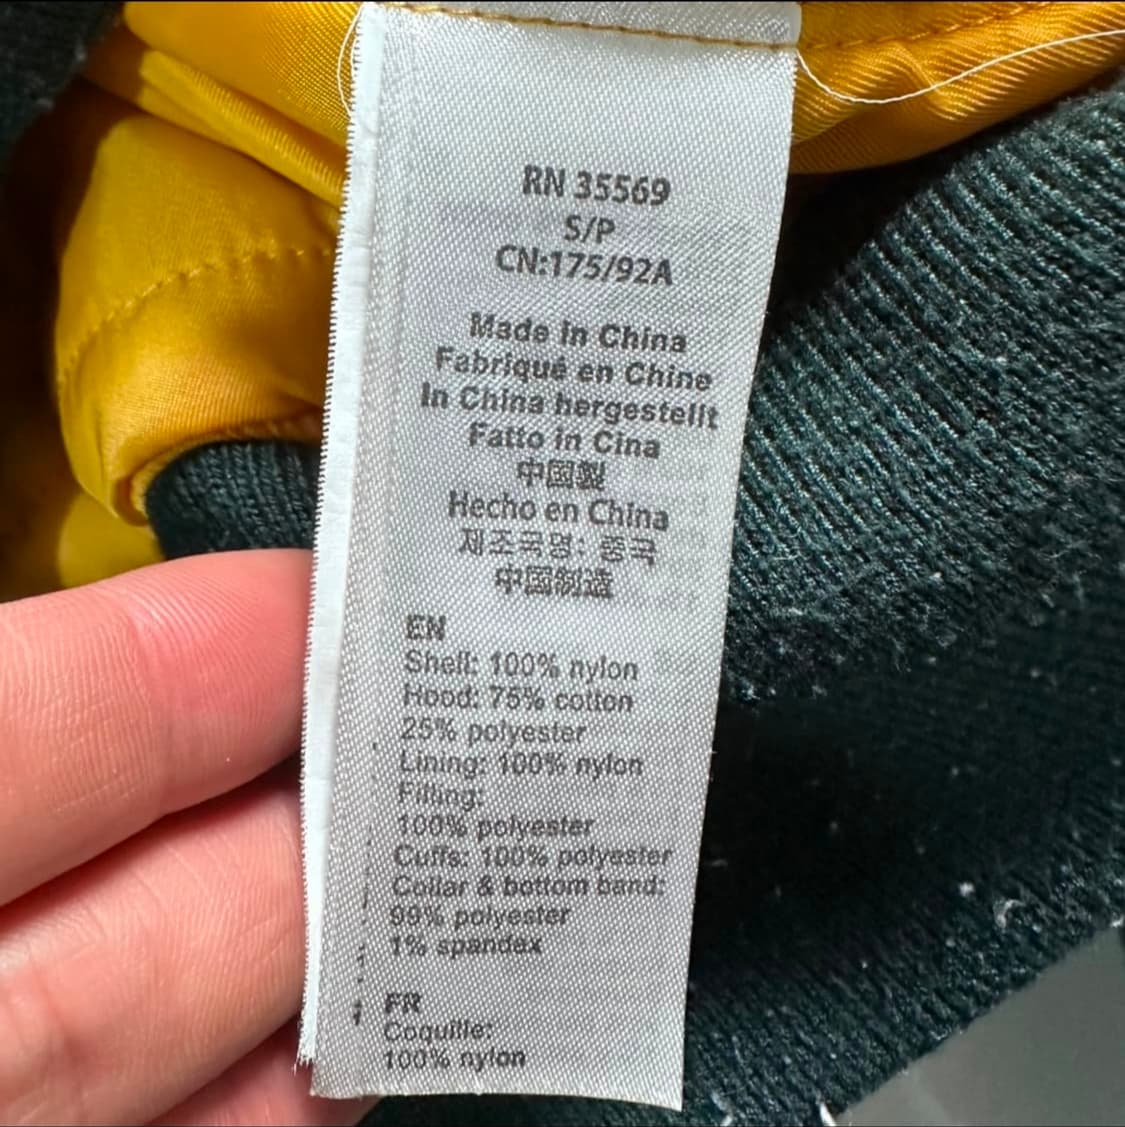 RN 35569
S/P
CN:175/92A
Made in China
Fabriqué en Chine
In China hergestellt
Fatto in Cina
中国製
Hecho en China
제조국명: 중국
中国制造
EN
Shell: 100% nylon
Hood: 75% cotton
25% polyester
Lining: 100% nylon
Filling:
100% polyester
Cuffs: 100% polyester
Collar & bottom band:
99% polyester
1% spandex
FR
Coquille:
100% nylon